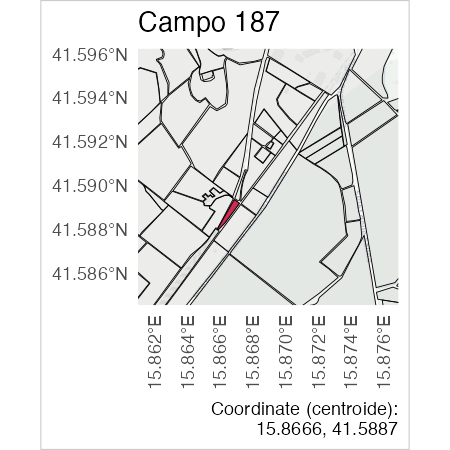 Campo 187
41.596°N
41.594°N
41.592°N
41.590°N
41.588°N
41.586°N
15.862°E
15.864°E
15.866°E
15.868°E
15.870°E
15.872°E
15.874°E
15.876°E
Coordinate (centroide):
15.8666, 41.5887